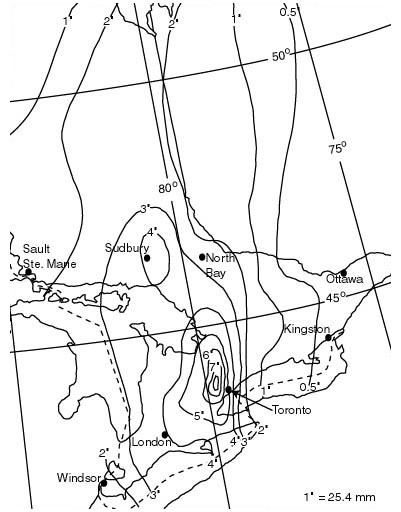 1" 2" 2" 1" 0.5"
50°
75°
80°
3"
4"
Sudbury
North
Bay
Sault
Ste. Marie
Ottawa
45°
Kingston
6"
7"
1" 0.5"
5"
Toronto
London
2"
4" 3"
4"
2"
Windsor
3"
1" = 25.4 mm